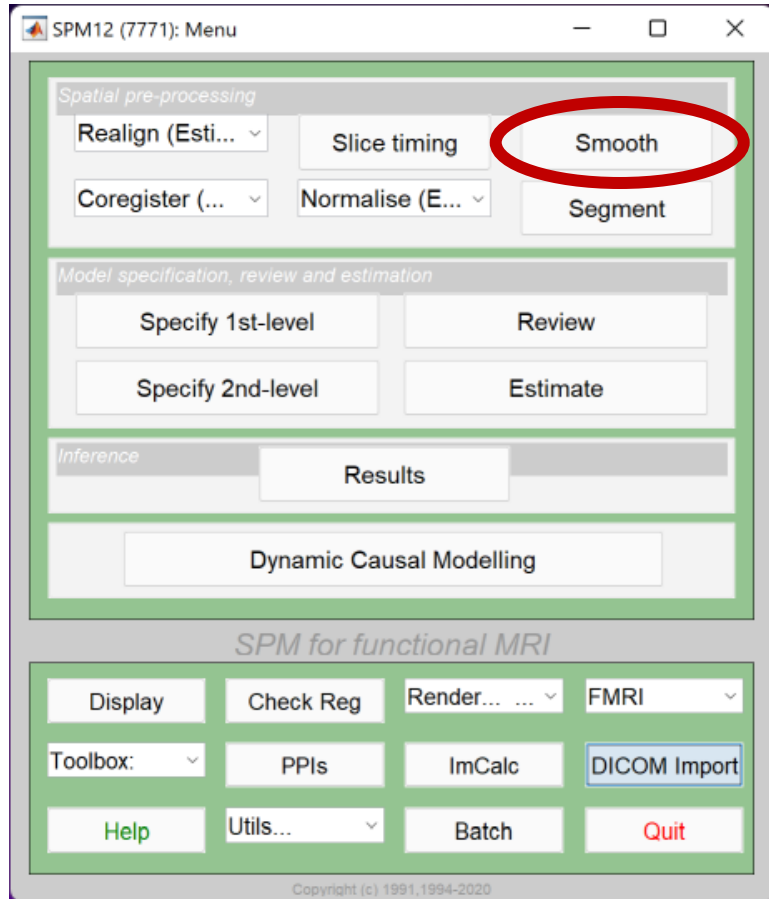 SPM12 (7771): Menu
Spatial pre-processing
Realign (Esti...
Slice timing
Smooth
Coregister (...
Normalise (E...
Segment
Model specification, review and estimation
Specify 1st-level
Review
Specify 2nd-level
Estimate
Inference
Results
Dynamic Causal Modelling
SPM for functional MRI
Display
Check Reg
Render... ...
FMRI
Toolbox:
PPIs
ImCalc
DICOM Import
Help
Utils...
Batch
Quit
Copyright (c) 1991,1994-2020